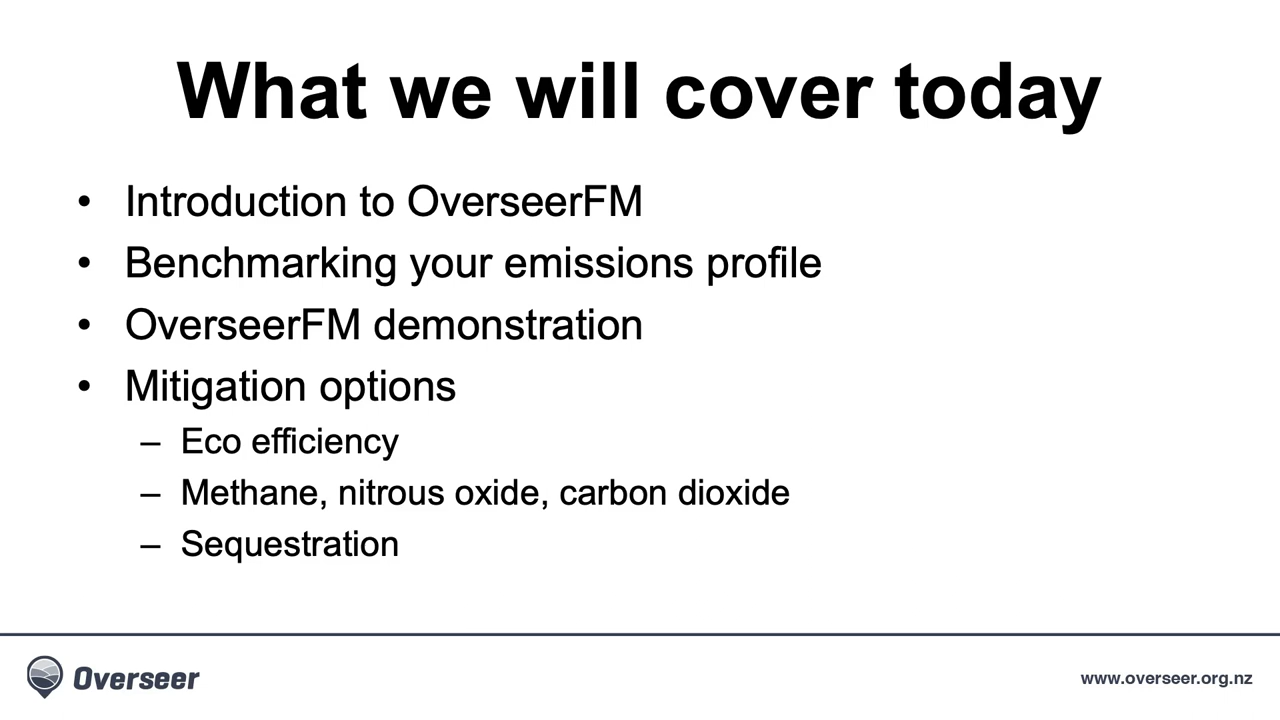 What we will cover today
• Introduction to OverseerFM
• Benchmarking your emissions profile
• OverseerFM demonstration
• Mitigation options
– Eco efficiency
– Methane, nitrous oxide, carbon dioxide
– Sequestration
Overseer
www.overseer.org.nz